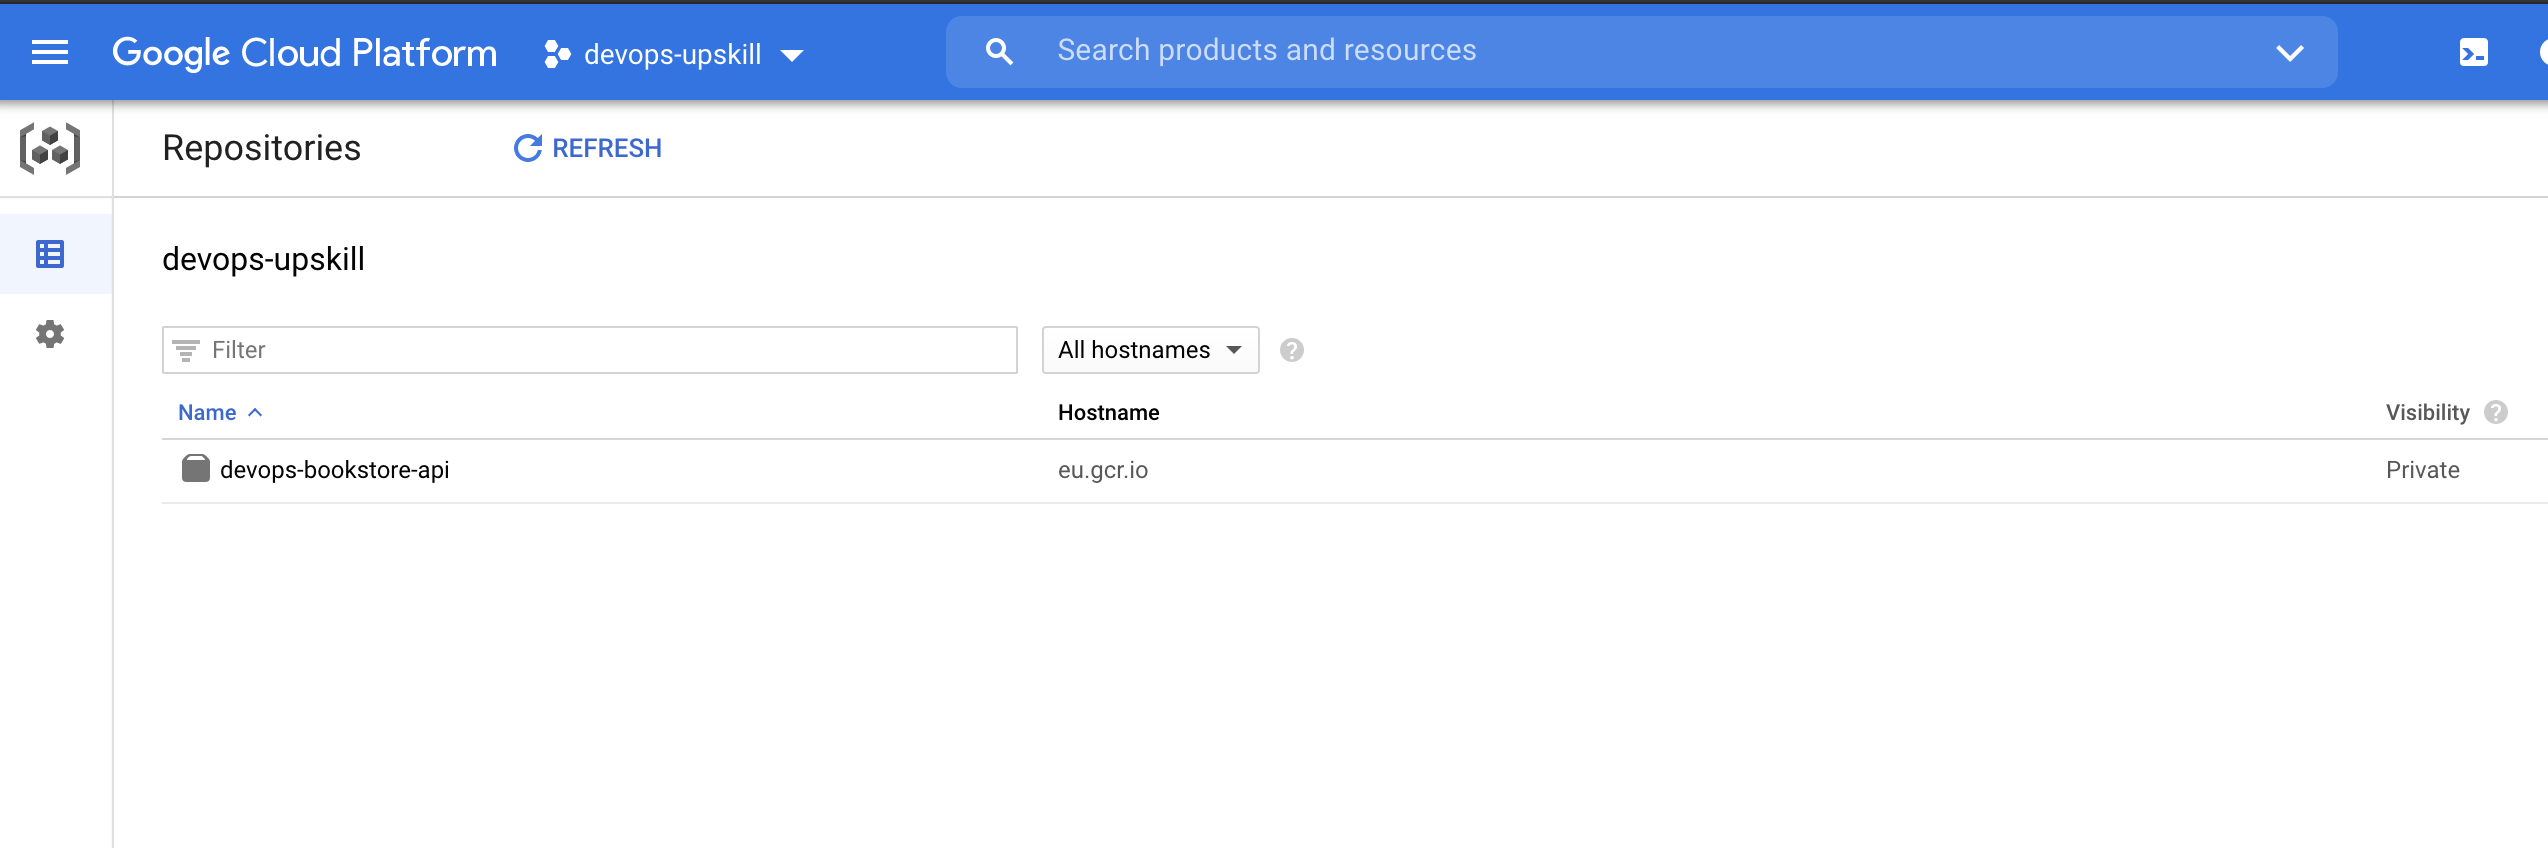 Google Cloud Platform devops-upskill Search products and resources
Repositories REFRESH
devops-upskill
Filter All hostnames
Name Hostname Visibility
devops-bookstore-api eu.gcr.io Private